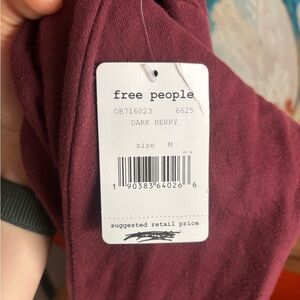 free people
OB716023 6625
DARK BERRY
size M
1 90383 64026 6
suggested retail price